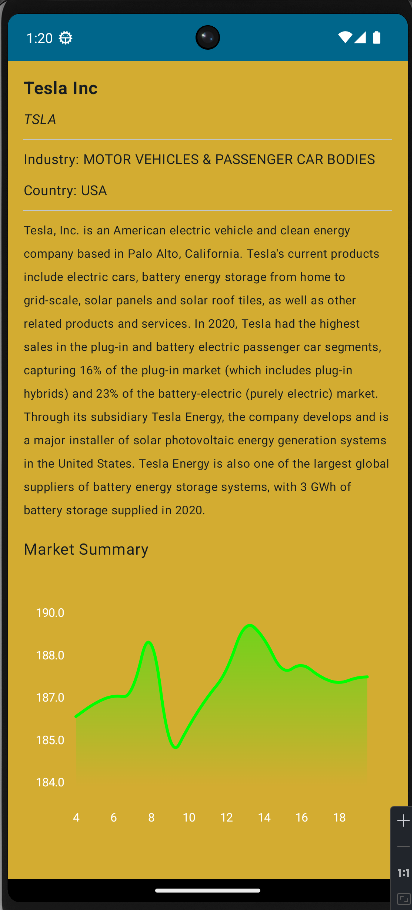 1:20
Tesla Inc
TSLA
Industry: MOTOR VEHICLES & PASSENGER CAR BODIES
Country: USA
Tesla, Inc. is an American electric vehicle and clean energy
company based in Palo Alto, California. Tesla's current products
include electric cars, battery energy storage from home to
grid-scale, solar panels and solar roof tiles, as well as other
related products and services. In 2020, Tesla had the highest
sales in the plug-in and battery electric passenger car segments,
capturing 16% of the plug-in market (which includes plug-in
hybrids) and 23% of the battery-electric (purely electric) market.
Through its subsidiary Tesla Energy, the company develops and is
a major installer of solar photovoltaic energy generation systems
in the United States. Tesla Energy is also one of the largest global
suppliers of battery energy storage systems, with 3 GWh of
battery storage supplied in 2020.
Market Summary
190.0
188.0
187.0
185.0
184.0
4 6 8 10 12 14 16 18
1:1